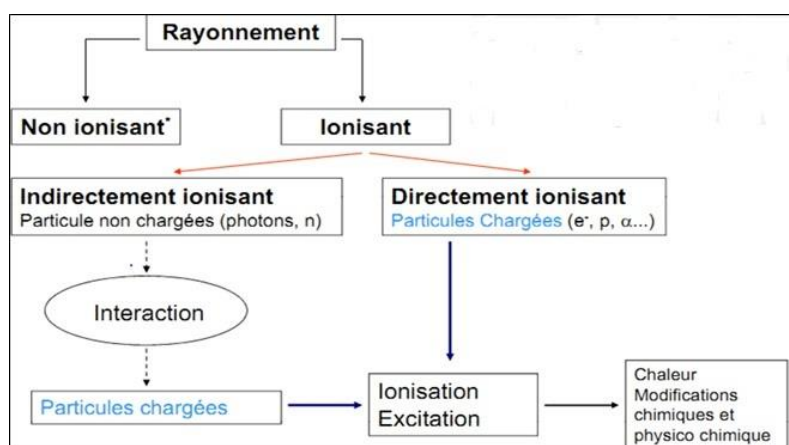 Rayonnement
Non ionisant*
Ionisant
Indirectement ionisant
Particule non chargées (photons, n)
Directement ionisant
Particules Chargées (e-, p, α...)
Interaction
Particules chargées
Ionisation
Excitation
Chaleur
Modifications
chimiques et
physico chimique